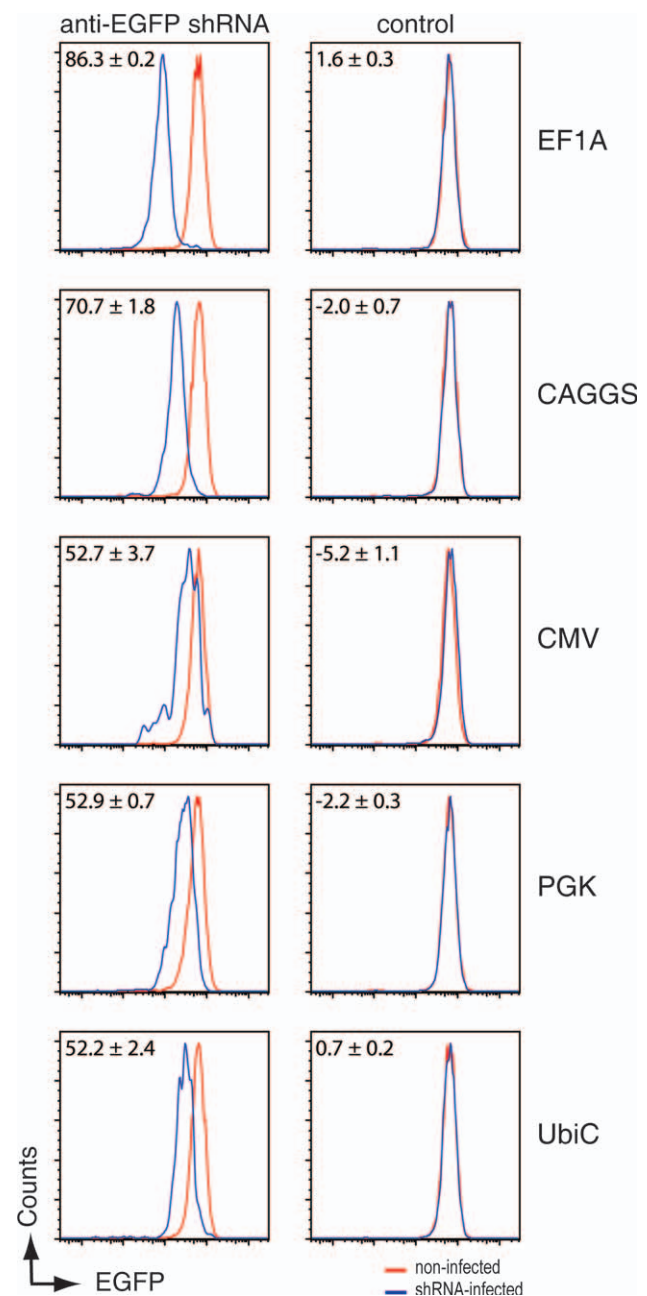 anti-EGFP shRNA control
86.3 ± 0.2 1.6 ± 0.3 EF1A
70.7 ± 1.8 -2.0 ± 0.7 CAGGS
52.7 ± 3.7 -5.2 ± 1.1 CMV
52.9 ± 0.7 -2.2 ± 0.3 PGK
52.2 ± 2.4 0.7 ± 0.2 UbiC
Counts
EGFP
non-infected
shRNA-infected